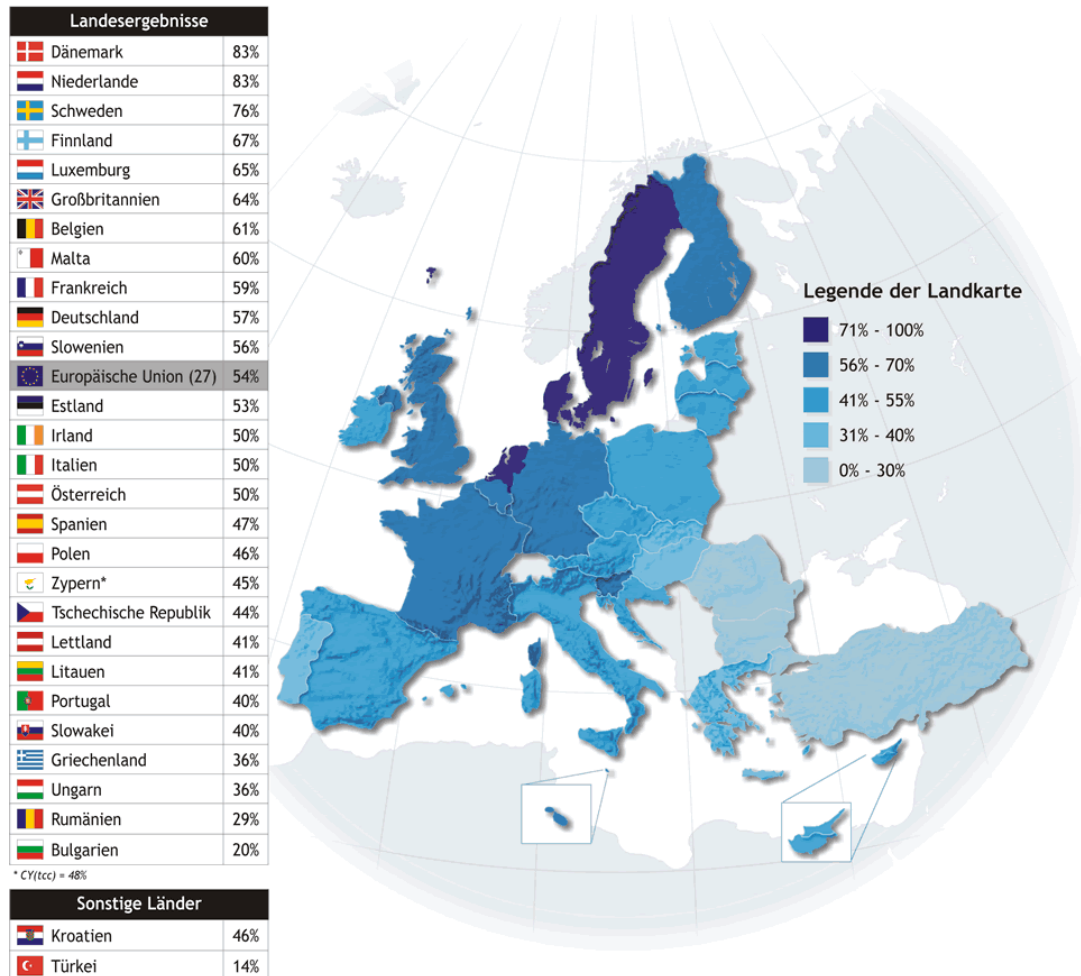 Landesergebnisse
Dänemark 83%
Niederlande 83%
Schweden 76%
Finnland 67%
Luxemburg 65%
Großbritannien 64%
Belgien 61%
Malta 60%
Frankreich 59%
Deutschland 57%
Slowenien 56%
Europäische Union (27) 54%
Estland 53%
Irland 50%
Italien 50%
Österreich 50%
Spanien 47%
Polen 46%
Zypern* 45%
Tschechische Republik 44%
Lettland 41%
Litauen 41%
Portugal 40%
Slowakei 40%
Griechenland 36%
Ungarn 36%
Rumänien 29%
Bulgarien 20%
* CY(tcc) = 48%
Sonstige Länder
Kroatien 46%
Türkei 14%
Legende der Landkarte
71% - 100%
56% - 70%
41% - 55%
31% - 40%
0% - 30%